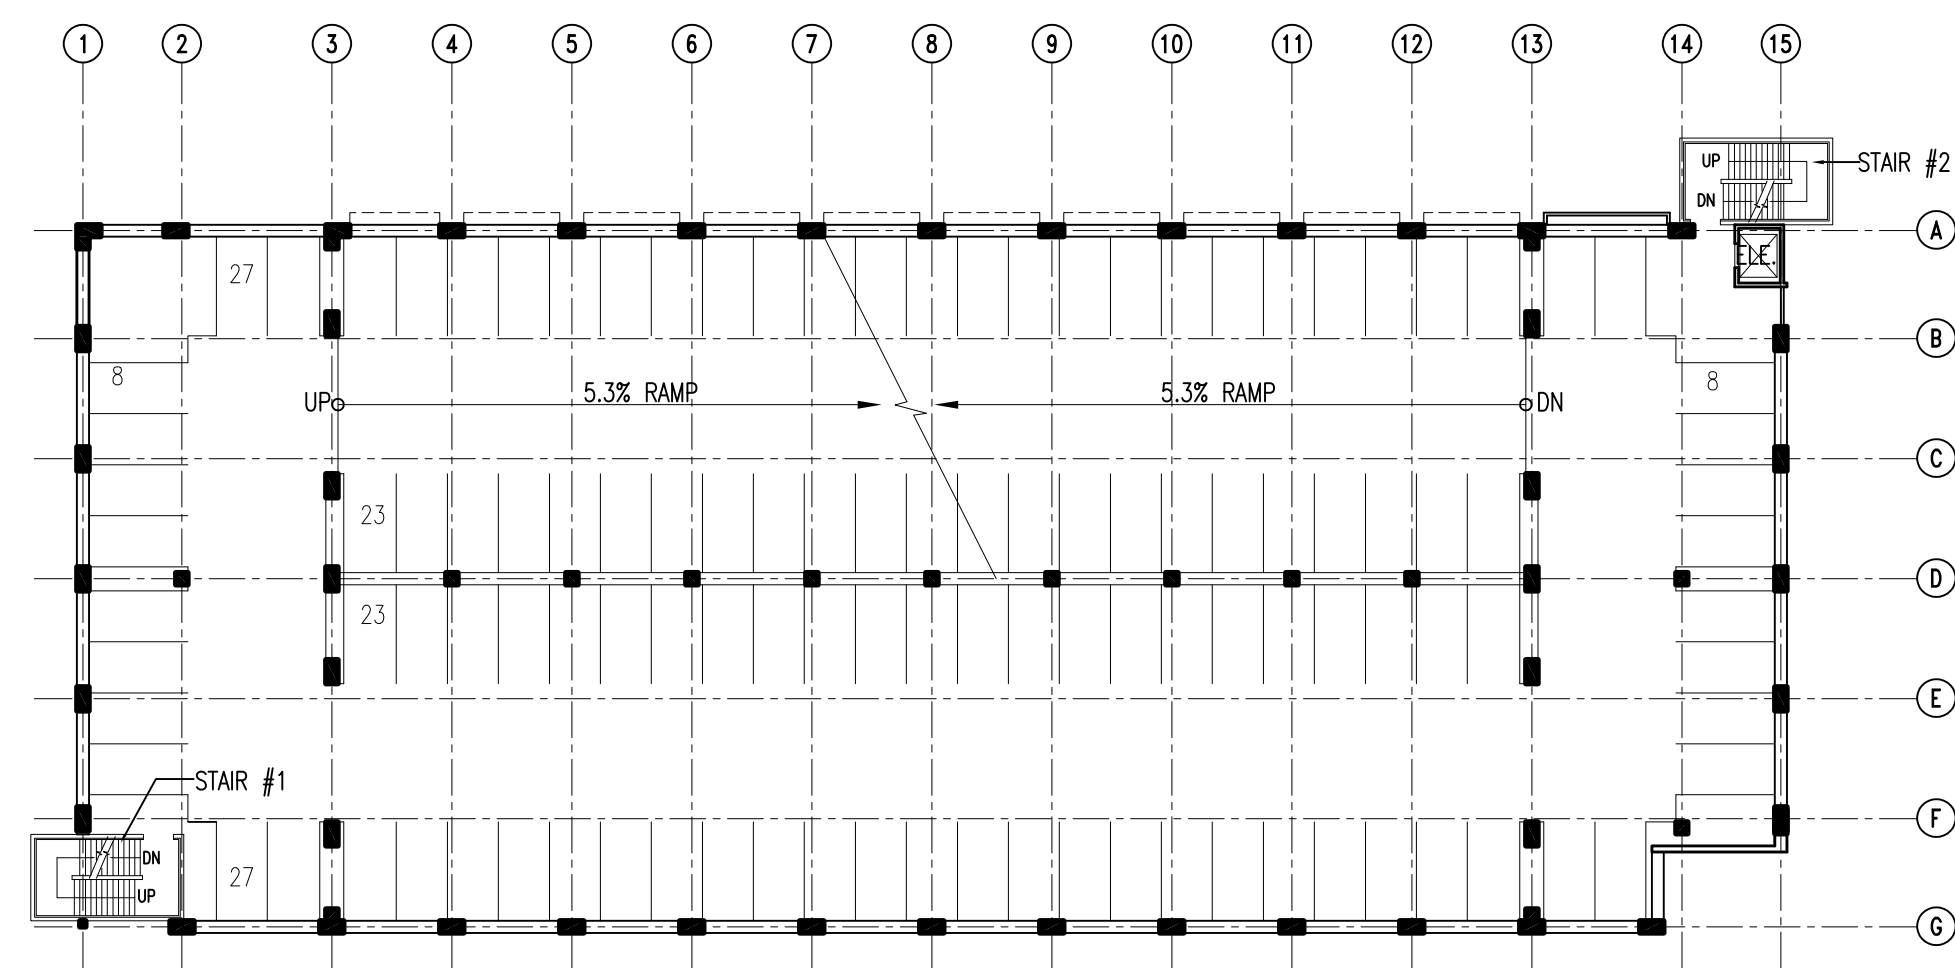 1 2 3 4 5 6 7 8 9 10 11 12 13 14 15
UP
STAIR #2
DN
A
ELE.
27
B
8
8
5.3% RAMP
5.3% RAMP
UP
DN
C
23
D
23
E
STAIR #1
F
DN
27
UP
G